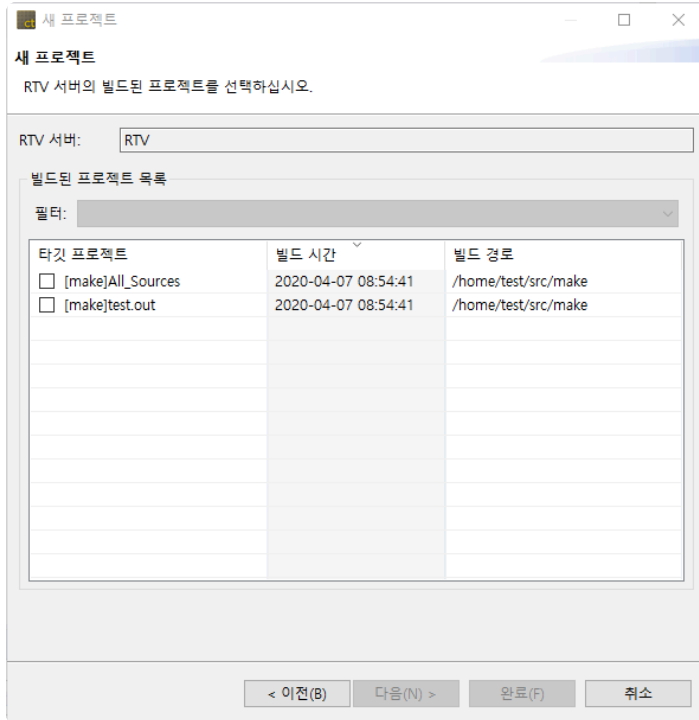 ct 새 프로젝트
새 프로젝트
RTV 서버의 빌드된 프로젝트를 선택하십시오.
RTV 서버: RTV
빌드된 프로젝트 목록
필터:
타깃 프로젝트 빌드 시간 빌드 경로
[make]All_Sources 2020-04-07 08:54:41 /home/test/src/make
[make]test.out 2020-04-07 08:54:41 /home/test/src/make
< 이전(B) 다음(N) > 완료(F) 취소